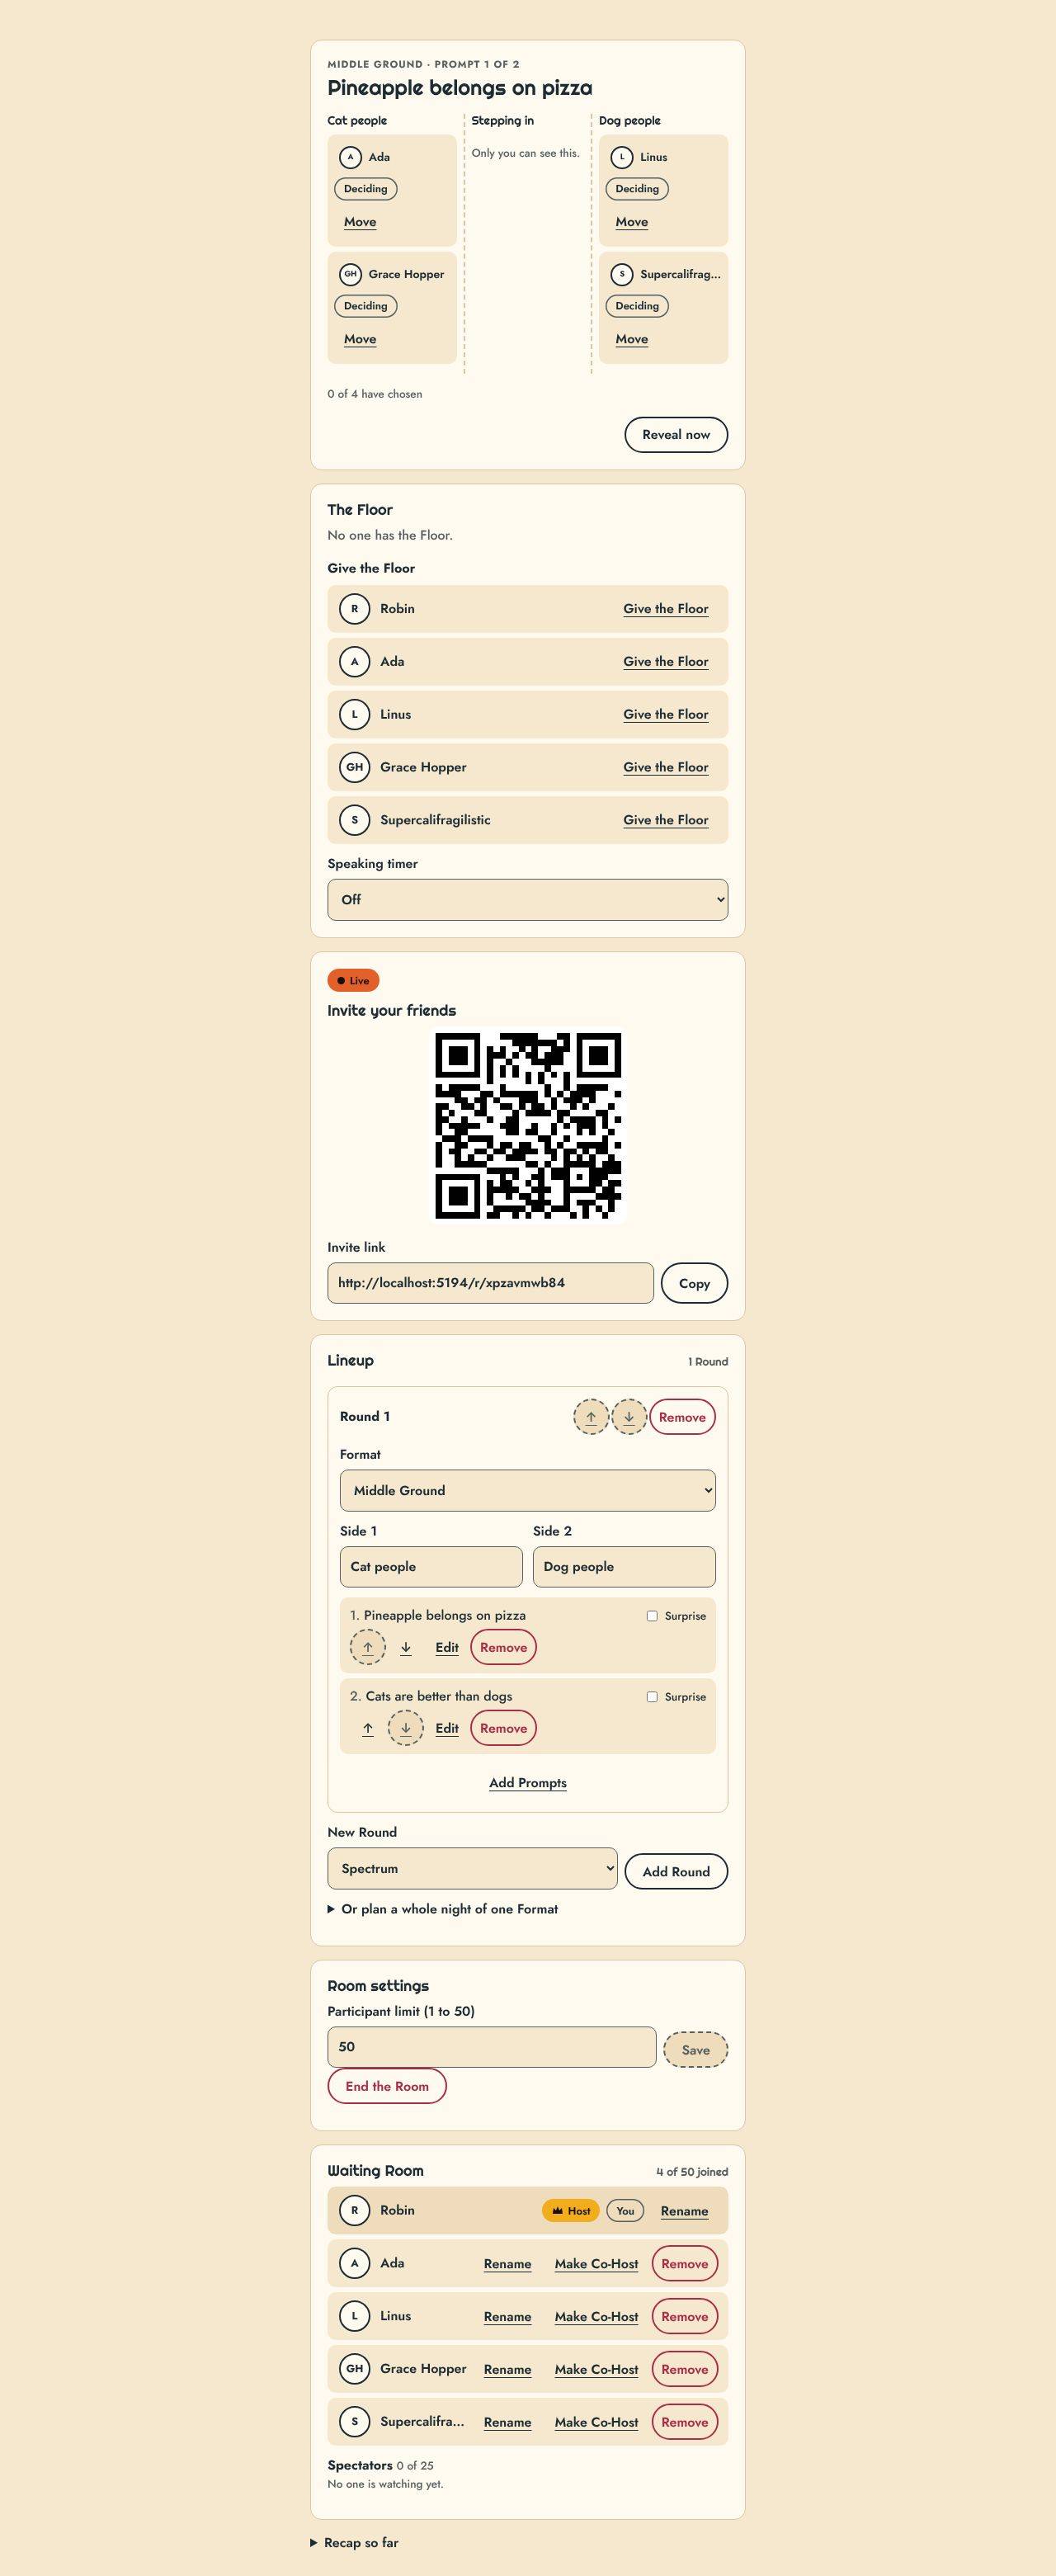 MIDDLE GROUND · PROMPT 1 OF 2
Pineapple belongs on pizza
Cat people
A Ada
Deciding
Move
GH Grace Hopper
Deciding
Move
Stepping in
Only you can see this.
Dog people
L Linus
Deciding
Move
S Supercalifrag...
Deciding
Move
0 of 4 have chosen
Reveal now
The Floor
No one has the Floor.
Give the Floor
R Robin Give the Floor
A Ada Give the Floor
L Linus Give the Floor
GH Grace Hopper Give the Floor
S Supercalifragilistic Give the Floor
Speaking timer
Off
Live
Invite your friends
Invite link
http://localhost:5194/r/xpzavmwb84 Copy
Lineup 1 Round
Round 1 ↑ ↓ Remove
Format
Middle Ground
Side 1 Side 2
Cat people Dog people
1. Pineapple belongs on pizza Surprise
↑ ↓ Edit Remove
2. Cats are better than dogs Surprise
↑ ↓ Edit Remove
Add Prompts
New Round
Spectrum Add Round
Or plan a whole night of one Format
Room settings
Participant limit (1 to 50)
50 Save
End the Room
Waiting Room 4 of 50 joined
R Robin Host You Rename
A Ada Rename Make Co-Host Remove
L Linus Rename Make Co-Host Remove
GH Grace Hopper Rename Make Co-Host Remove
S Supercalifra... Rename Make Co-Host Remove
Spectators 0 of 25
No one is watching yet.
Recap so far